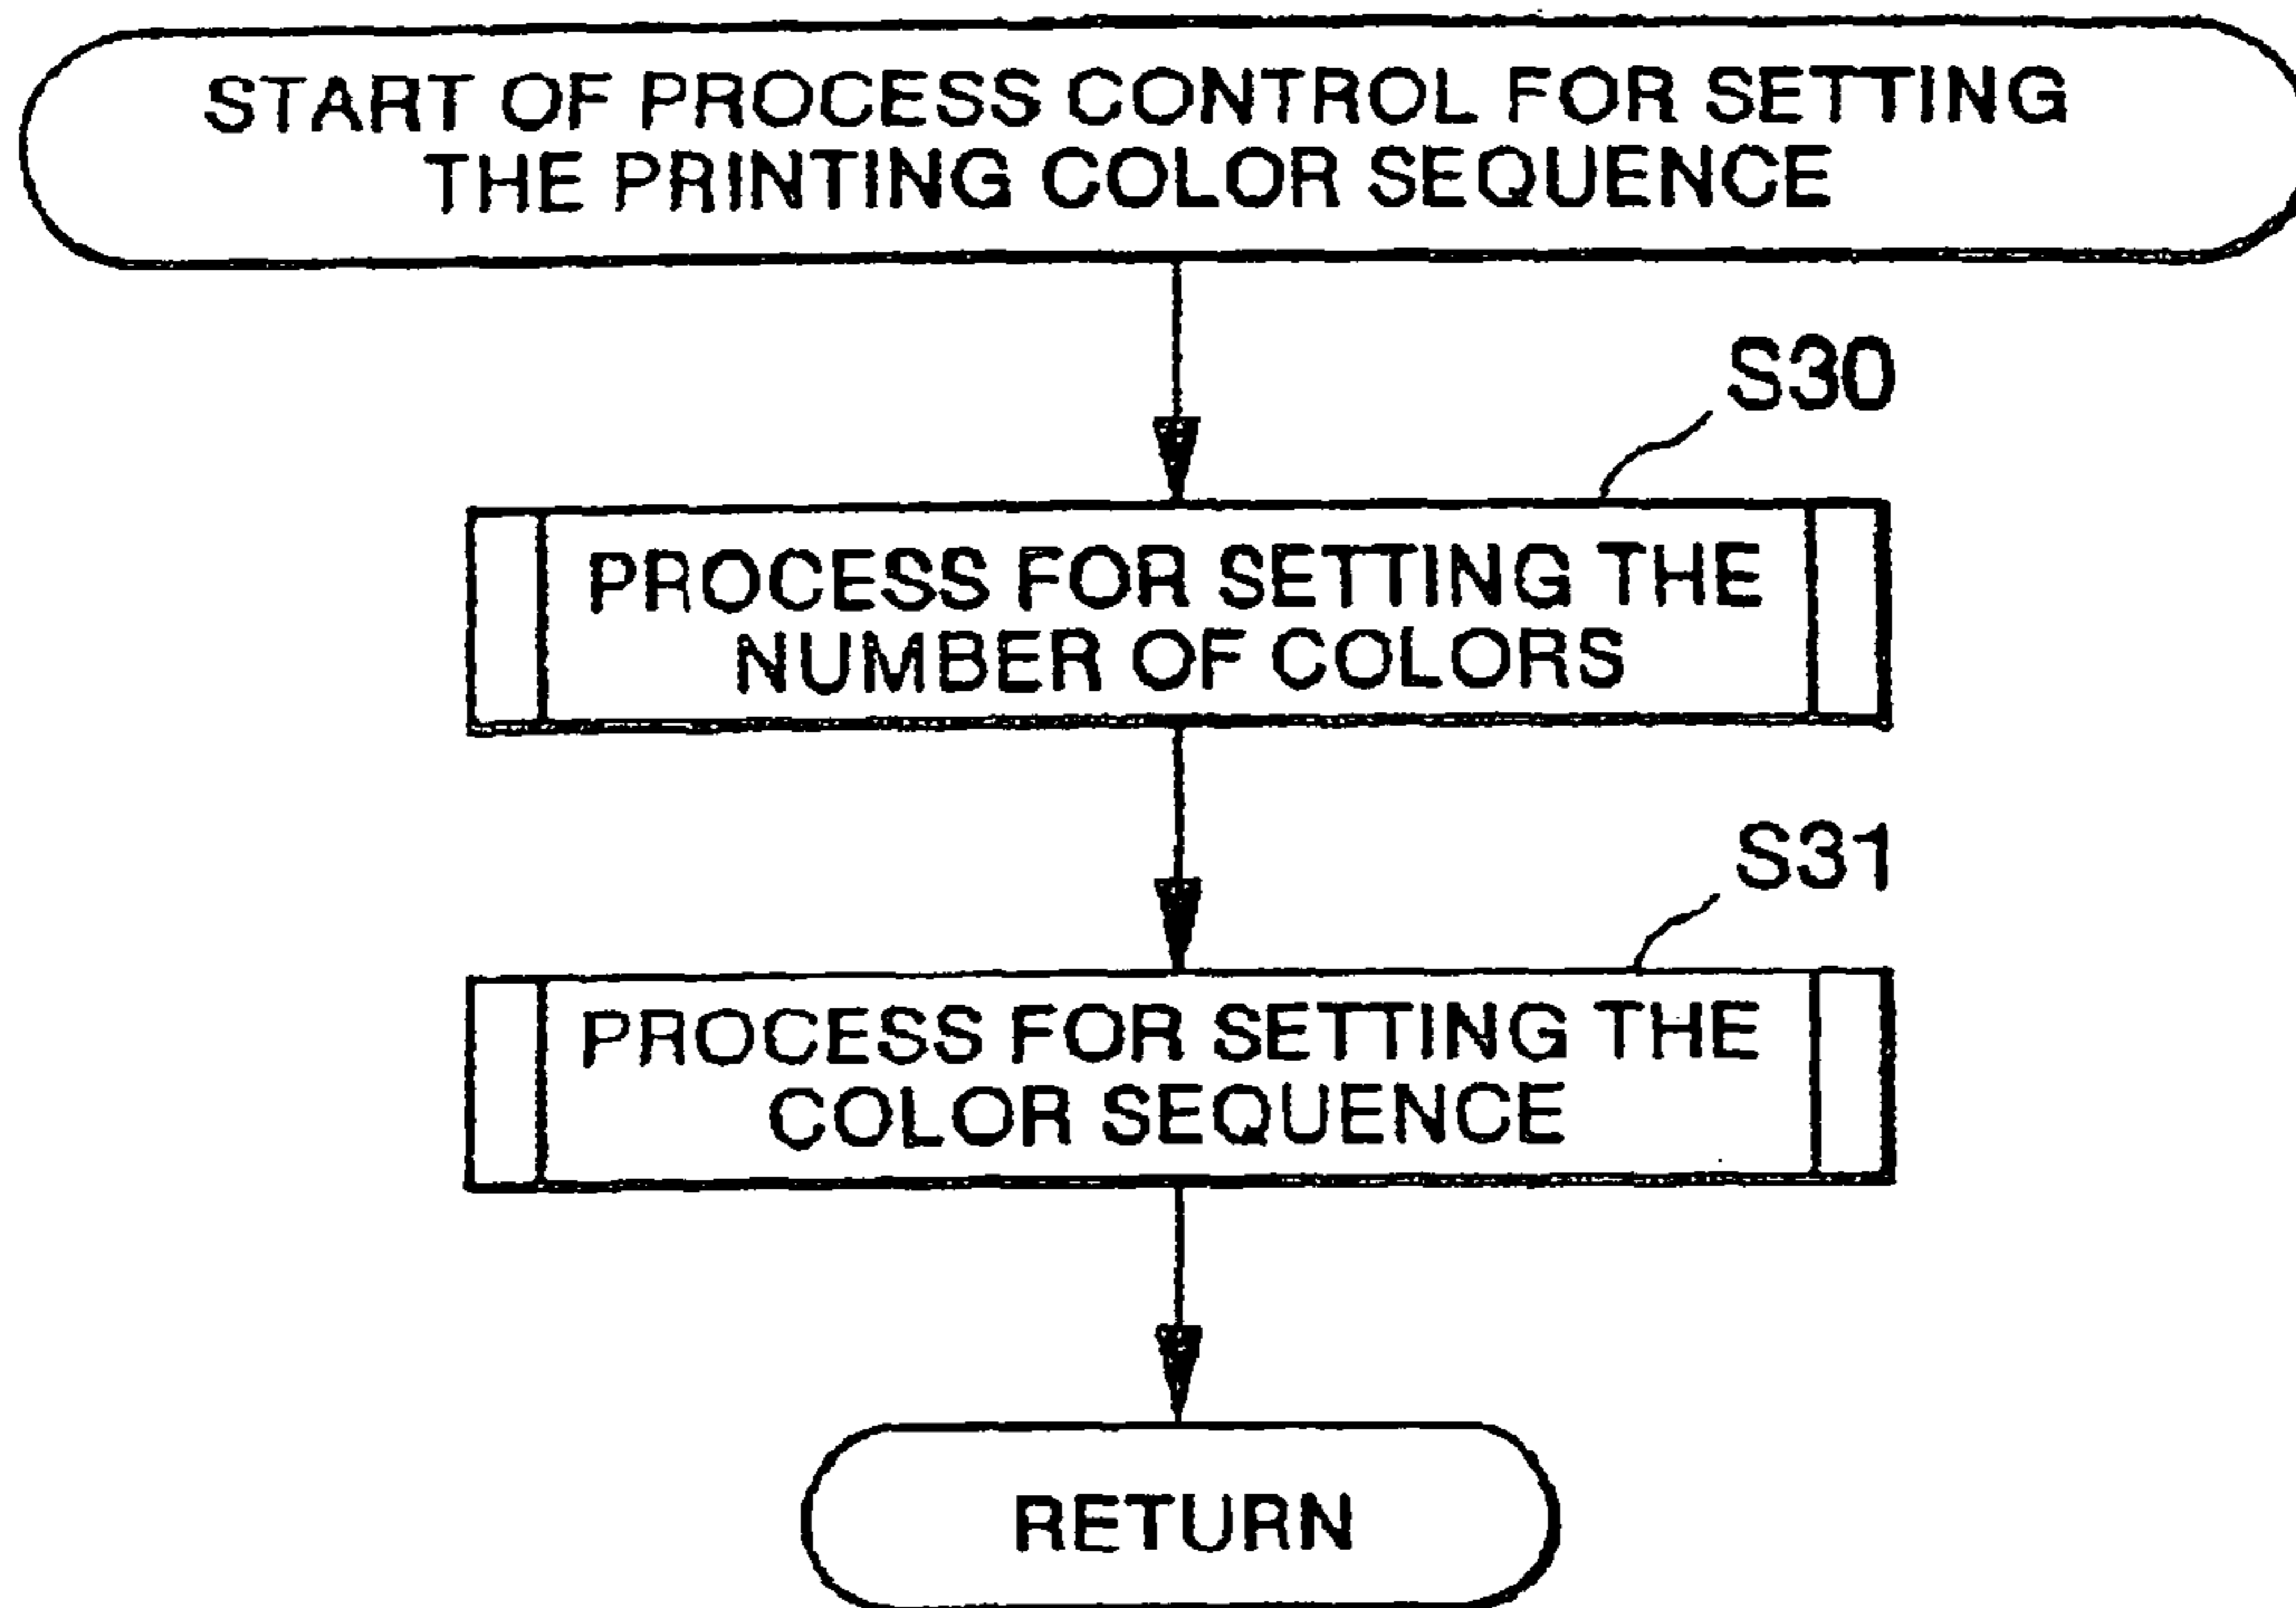 START OF PROCESS CONTROL FOR SETTING
THE PRINTING COLOR SEQUENCE
S30
PROCESS FOR SETTING THE
NUMBER OF COLORS
S31
PROCESS FOR SETTING THE
COLOR SEQUENCE
RETURN